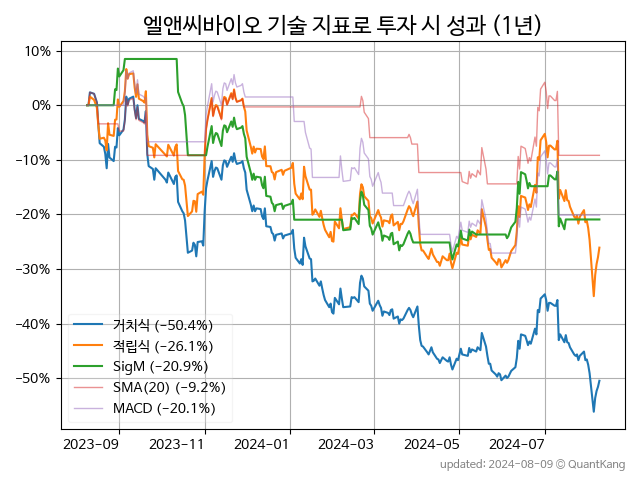 엘앤씨바이오 기술 지표로 투자 시 성과 (1년)
10%
0%
−10%
−20%
−30%
−40%
−50%
거치식 (−50.4%)
적립식 (−26.1%)
SigM (−20.9%)
SMA(20) (−9.2%)
MACD (−20.1%)
2023−09 2023−11 2024−01 2024−03 2024−05 2024−07
updated: 2024−08−09 © QuantKang